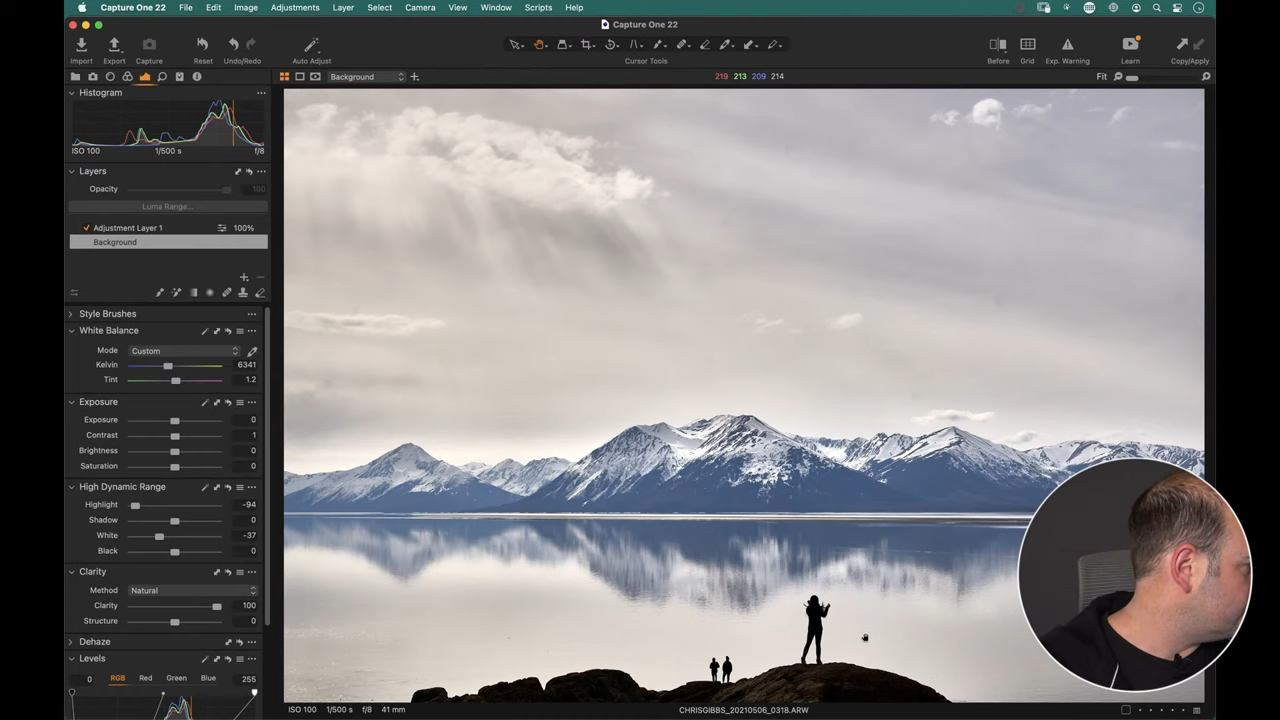 Capture One 22 File Edit Image Adjustments Layer Select Camera View Window Scripts Help
Capture One 22
Import Export Capture Reset Undo/Redo Auto Adjust Cursor Tools Before Grid Exp. Warning Learn Copy/Apply
Background 219 213 209 214 Fit
Histogram
ISO 100 1/500 s f/8
Layers
Opacity 100
Luma Range...
Adjustment Layer 1 100%
Background
Style Brushes
White Balance
Mode Custom
Kelvin 6341
Tint 1.2
Exposure
Exposure 0
Contrast 1
Brightness 0
Saturation 0
High Dynamic Range
Highlight -94
Shadow 0
White -37
Black 0
Clarity
Method Natural
Clarity 100
Structure 0
Dehaze
Levels
0 RGB Red Green Blue 255
ISO 100 1/500 s f/8 41 mm CHRISGIBBS_20210506_0318.ARW